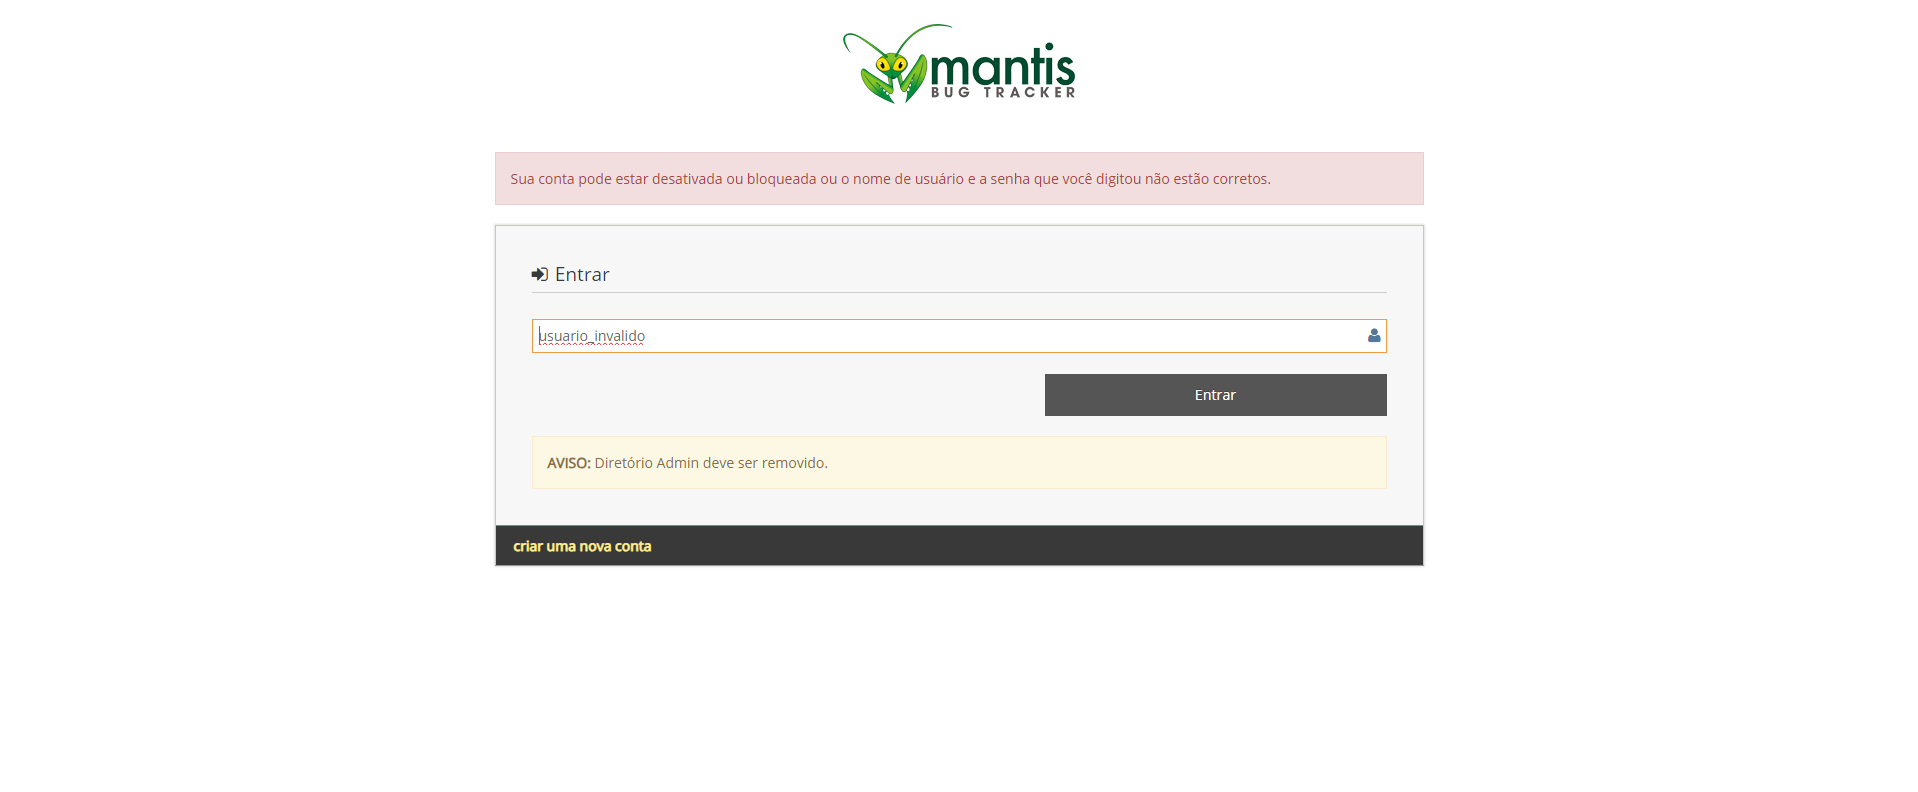 mantis
BUG TRACKER
Sua conta pode estar desativada ou bloqueada ou o nome de usuário e a senha que você digitou não estão corretos.
Entrar
usuario_invalido
Entrar
AVISO: Diretório Admin deve ser removido.
criar uma nova conta